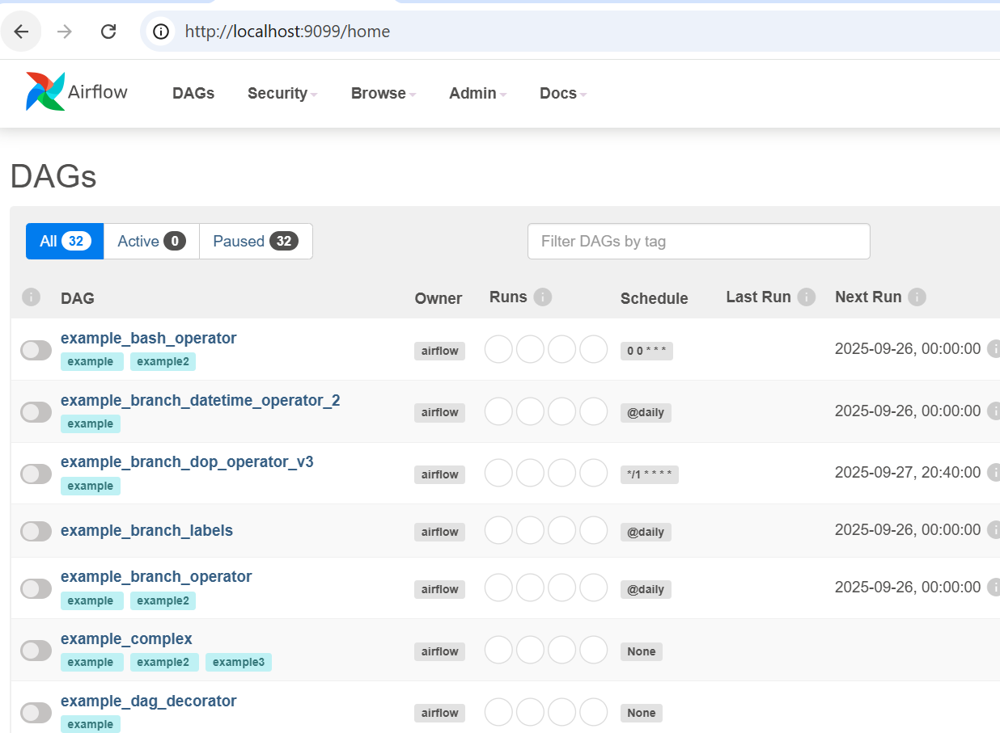 http://localhost:9099/home
Airflow DAGs Security Browse Admin Docs
DAGs
All 32 Active 0 Paused 32 Filter DAGs by tag
DAG Owner Runs Schedule Last Run Next Run
example_bash_operator
example example2
airflow 0 0 * * * 2025-09-26, 00:00:00
example_branch_datetime_operator_2
example
airflow @daily 2025-09-26, 00:00:00
example_branch_dop_operator_v3
example
airflow */1 * * * * 2025-09-27, 20:40:00
example_branch_labels airflow @daily 2025-09-26, 00:00:00
example_branch_operator
example example2
airflow @daily 2025-09-26, 00:00:00
example_complex
example example2 example3
airflow None
example_dag_decorator
example
airflow None